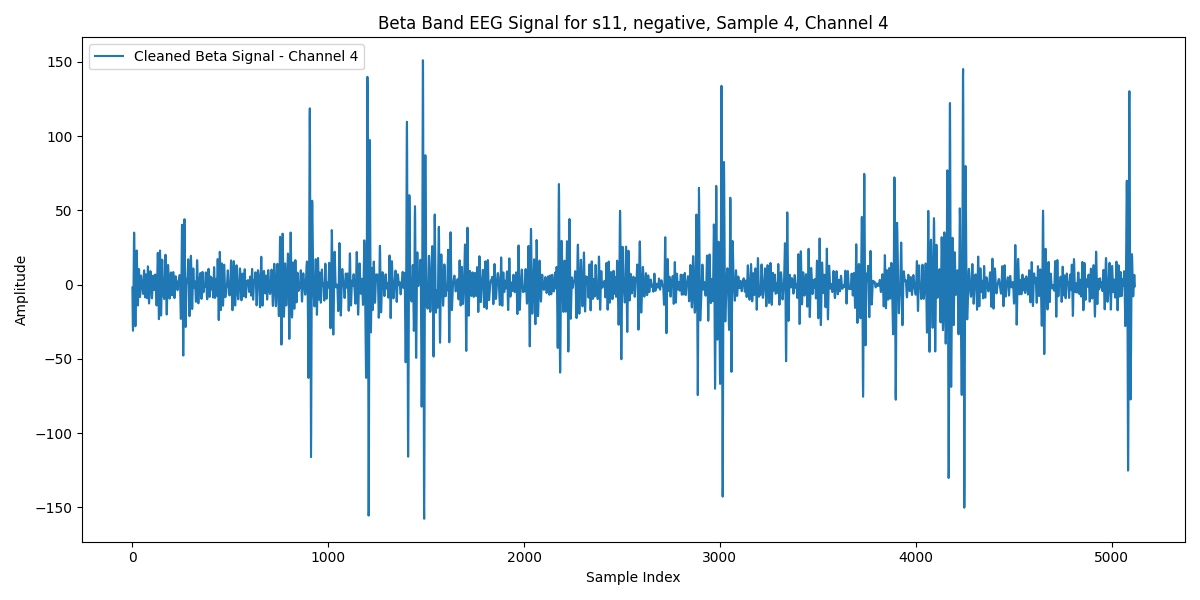 Beta Band EEG Signal for s11, negative, Sample 4, Channel 4
Cleaned Beta Signal - Channel 4
150
100
50
0
−50
−100
−150
Amplitude
0 1000 2000 3000 4000 5000
Sample Index